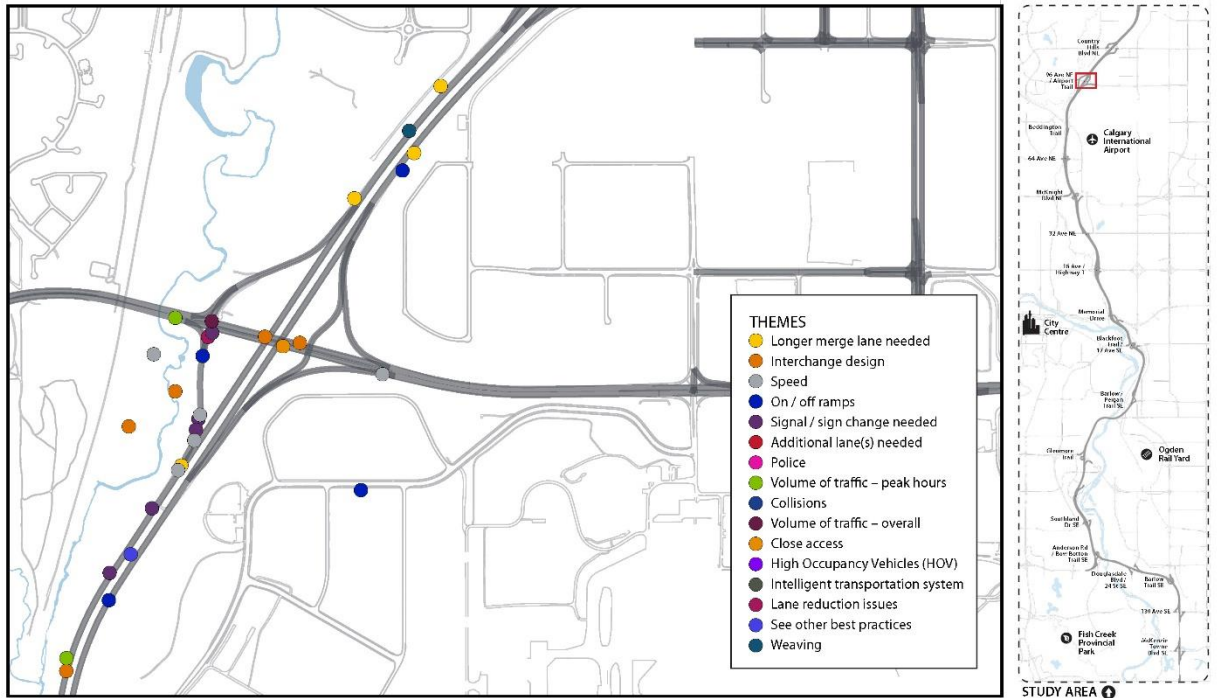 THEMES
Longer merge lane needed
Interchange design
Speed
On / off ramps
Signal / sign change needed
Additional lane(s) needed
Police
Volume of traffic – peak hours
Collisions
Volume of traffic – overall
Close access
High Occupancy Vehicles (HOV)
Intelligent transportation system
Lane reduction issues
See other best practices
Weaving
Country
Hills
Blvd NE
96 Ave NE
/ Airport
Trail
Beddington
Trail
Calgary
International
Airport
64 Ave NE
McKnight
Blvd NE
32 Ave NE
16 Ave /
Highway 1
Memorial
Drive
City
Centre
Blackfoot
Trail /
17 Ave SE
Barlow /
Peigan
Trail SE
Glenmore
Trail
Ogden
Rail Yard
Southland
Dr SE
Anderson Rd
/ Bow Bottom
Trail SE
Douglasdale
Blvd /
24 St SE
Barlow
Trail SE
130 Ave SE
Fish Creek
Provincial
Park
McKenzie
Towne
Blvd SE
STUDY AREA